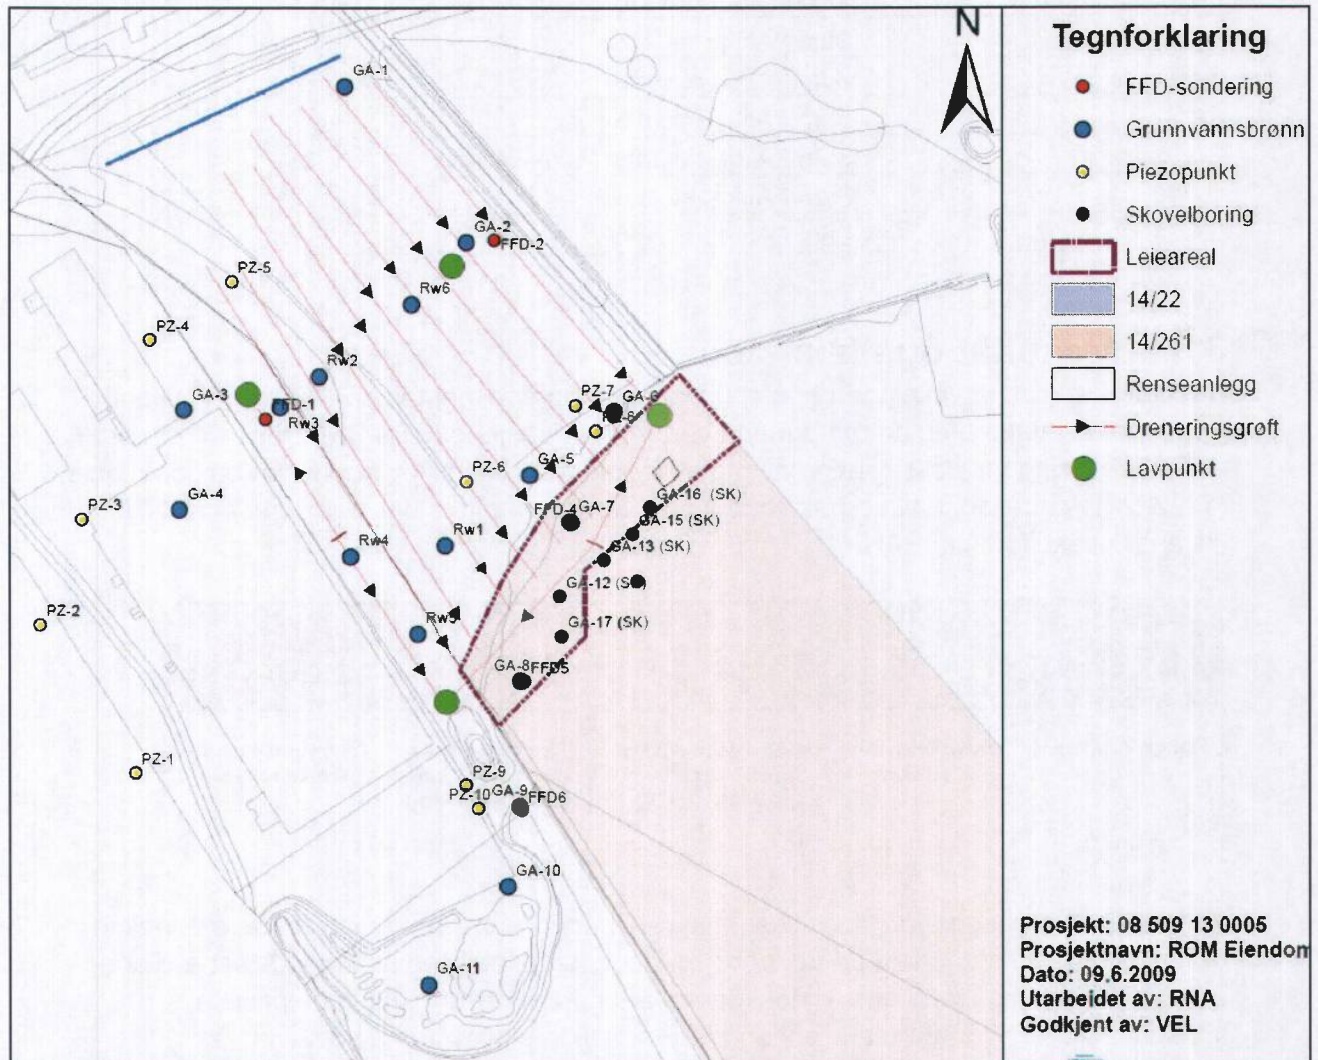 N
Tegnforklaring
FFD-sondering
Grunnvannsbrønn
Piezopunkt
Skovelboring
Leieareal
14/22
14/261
Renseanlegg
Dreneringsgrøft
Lavpunkt
GA-1
GA-2
FFD-2
PZ-5
Rw6
PZ-4
Rw2
GA-3
FFD-1
Rw3
PZ-7
GA-6
PZ-6
GA-5
GA-16 (SK)
FFD-4 GA-7
GA-15 (SK)
GA-4
PZ-3
Rw1
GA-13 (SK)
Rw4
GA-12
PZ-2
Rw5
GA-17 (SK)
GA-8 FFD5
PZ-1
PZ-9
PZ-10 GA-9 FFD6
GA-10
GA-11
Prosjekt: 08 509 13 0005
Prosjektnavn: ROM Eiendom
Dato: 09.6.2009
Utarbeidet av: RNA
Godkjent av: VEL